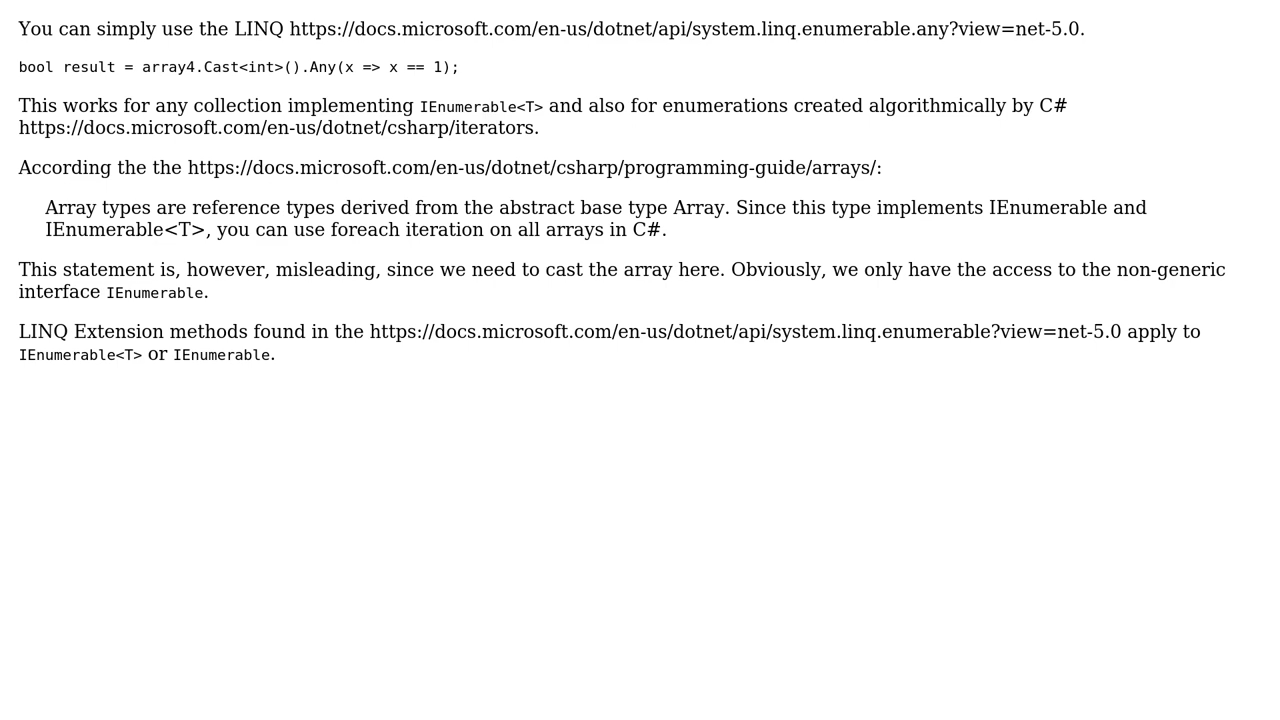 You can simply use the LINQ https://docs.microsoft.com/en-us/dotnet/api/system.linq.enumerable.any?view=net-5.0.
bool result = array4.Cast<int>().Any(x => x == 1);
This works for any collection implementing IEnumerable<T> and also for enumerations created algorithmically by C#
https://docs.microsoft.com/en-us/dotnet/csharp/iterators.
According the the https://docs.microsoft.com/en-us/dotnet/csharp/programming-guide/arrays/:
Array types are reference types derived from the abstract base type Array. Since this type implements IEnumerable and
IEnumerable<T>, you can use foreach iteration on all arrays in C#.
This statement is, however, misleading, since we need to cast the array here. Obviously, we only have the access to the non-generic
interface IEnumerable.
LINQ Extension methods found in the https://docs.microsoft.com/en-us/dotnet/api/system.linq.enumerable?view=net-5.0 apply to
IEnumerable<T> or IEnumerable.